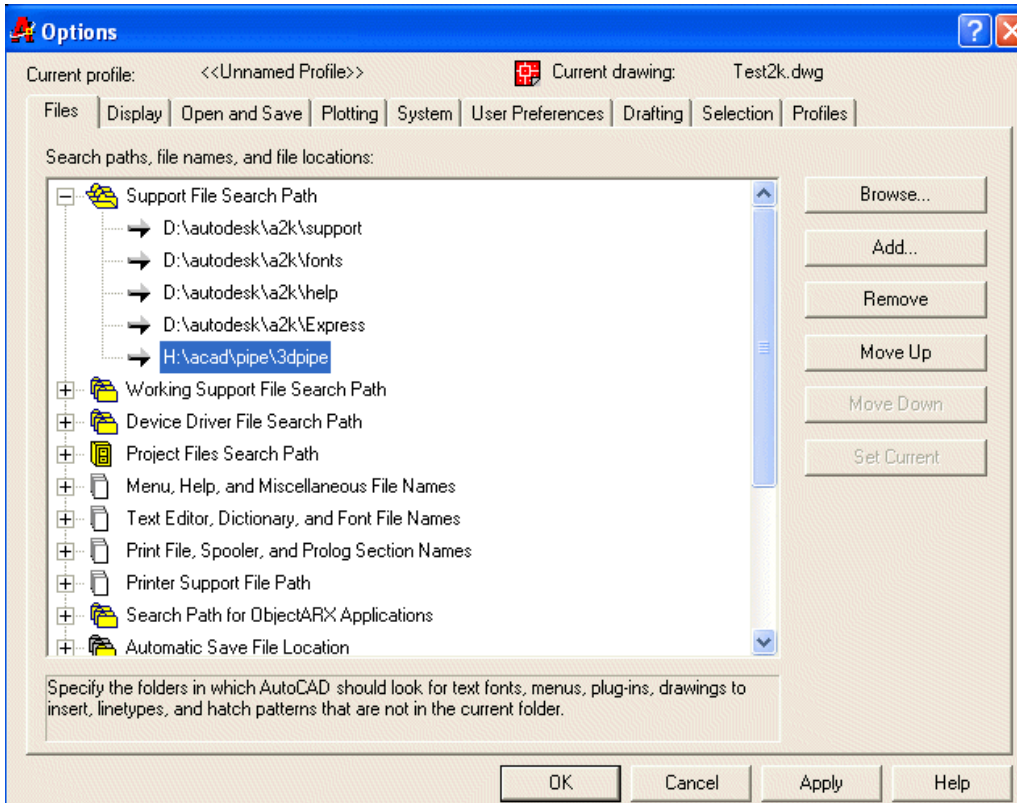 Options
Current profile: <<Unnamed Profile>> Current drawing: Test2k.dwg
Files Display Open and Save Plotting System User Preferences Drafting Selection Profiles
Search paths, file names, and file locations:
Support File Search Path
D:\autodesk\a2k\support
D:\autodesk\a2k\fonts
D:\autodesk\a2k\help
D:\autodesk\a2k\Express
H:\acad\pipe\3dpipe
Working Support File Search Path
Device Driver File Search Path
Project Files Search Path
Menu, Help, and Miscellaneous File Names
Text Editor, Dictionary, and Font File Names
Print File, Spooler, and Prolog Section Names
Printer Support File Path
Search Path for ObjectARX Applications
Automatic Save File Location
Browse...
Add...
Remove
Move Up
Move Down
Set Current
Specify the folders in which AutoCAD should look for text fonts, menus, plug-ins, drawings to
insert, linetypes, and hatch patterns that are not in the current folder.
OK Cancel Apply Help